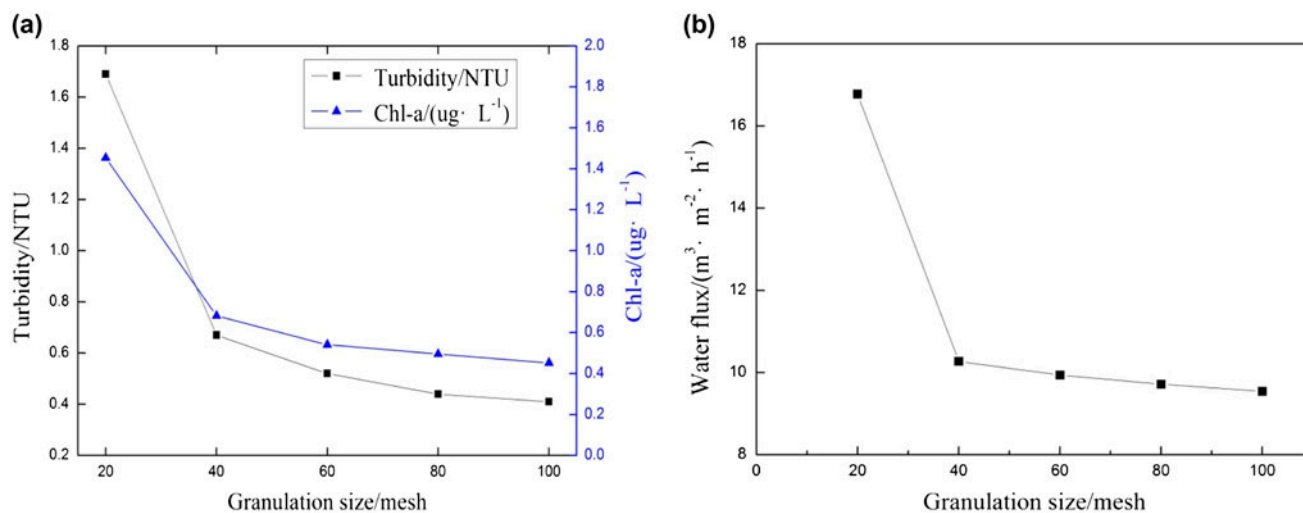 (a)
1.8
1.6
1.4
1.2
1.0
0.8
0.6
0.4
0.2
Turbidity/NTU
Turbidity/NTU
Chl-a/(ug· L⁻¹)
2.0
1.8
1.6
1.4
1.2
1.0
0.8
0.6
0.4
0.2
0.0
Chl-a/(ug· L⁻¹)
20 40 60 80 100
Granulation size/mesh
(b)
18
16
14
12
10
8
Water flux/(m³· m⁻²· h⁻¹)
0 20 40 60 80 100
Granulation size/mesh